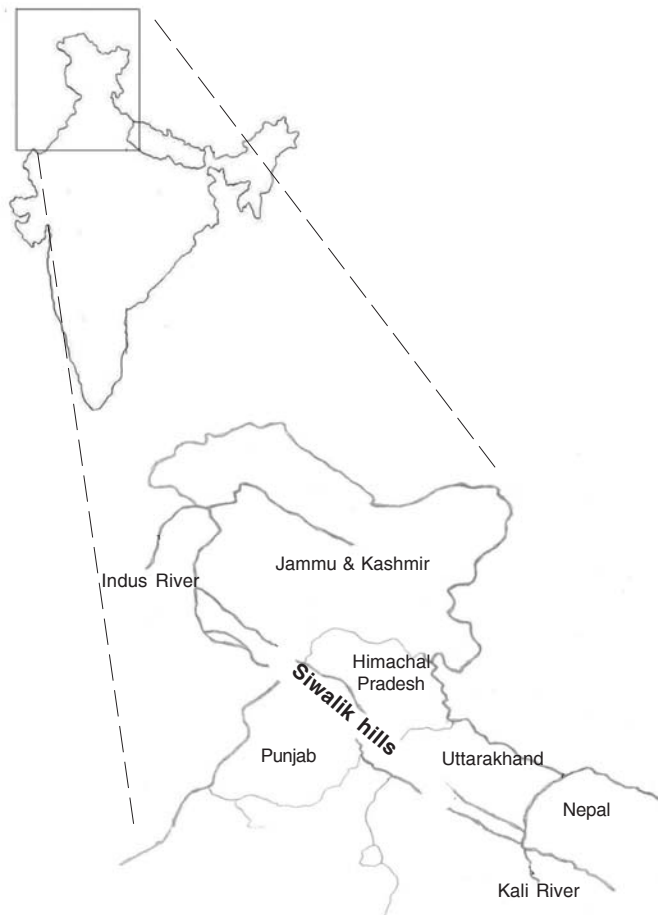 Jammu & Kashmir
Indus River
Himachal
Pradesh
Siwalik hills
Punjab
Uttarakhand
Nepal
Kali River